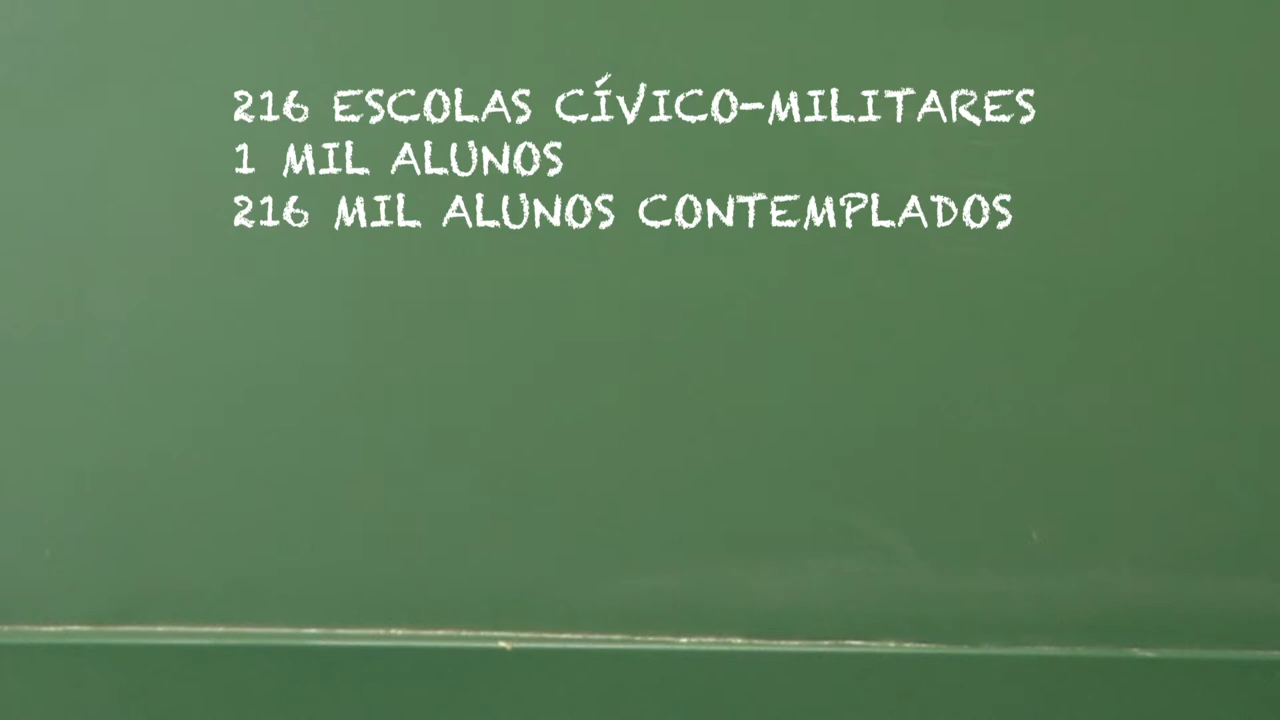 216 ESCOLAS CÍVICO-MILITARES
1 MIL ALUNOS
216 MIL ALUNOS CONTEMPLADOS